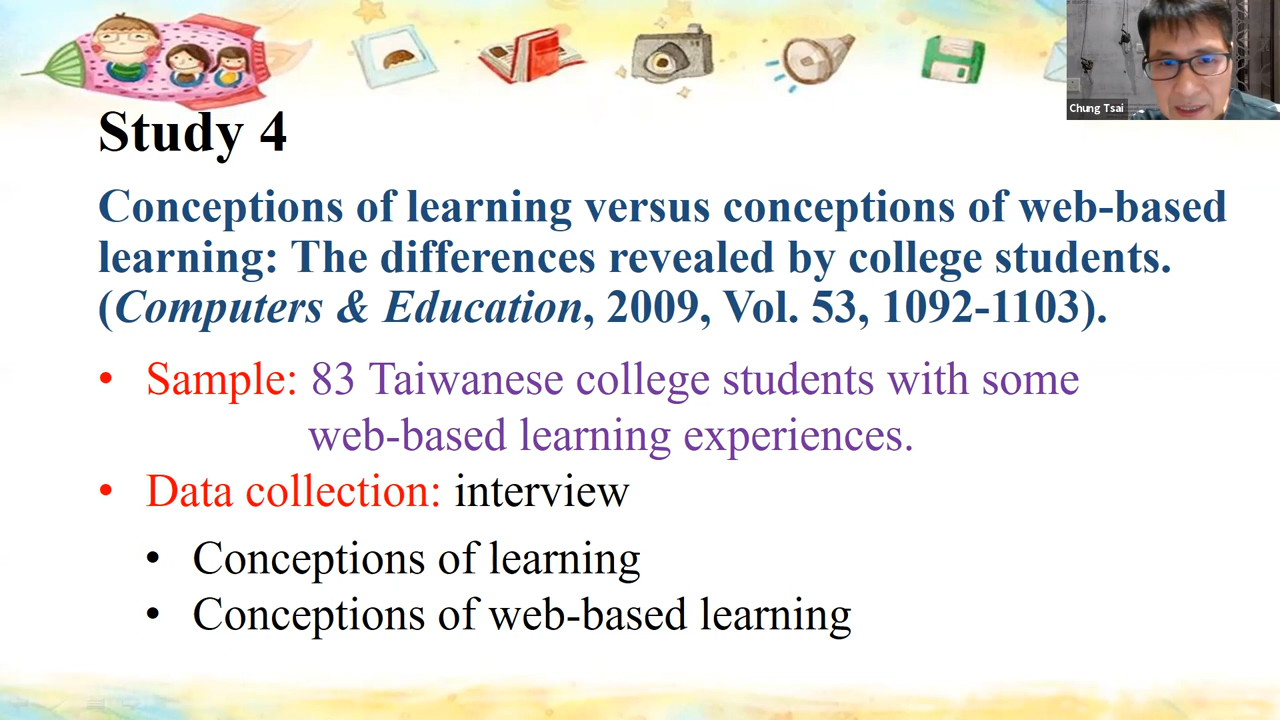 Chung Tsai
Study 4
Conceptions of learning versus conceptions of web-based
learning: The differences revealed by college students.
(Computers & Education, 2009, Vol. 53, 1092-1103).
• Sample: 83 Taiwanese college students with some
web-based learning experiences.
• Data collection: interview
• Conceptions of learning
• Conceptions of web-based learning